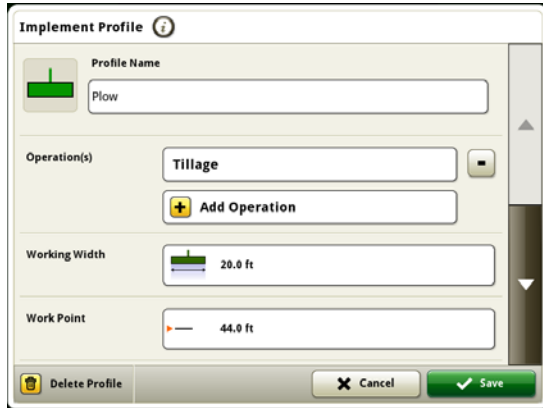 Implement Profile
Profile Name
Plow
Operation(s)
Tillage
Add Operation
Working Width
20.0 ft
Work Point
44.0 ft
Delete Profile
Cancel
Save